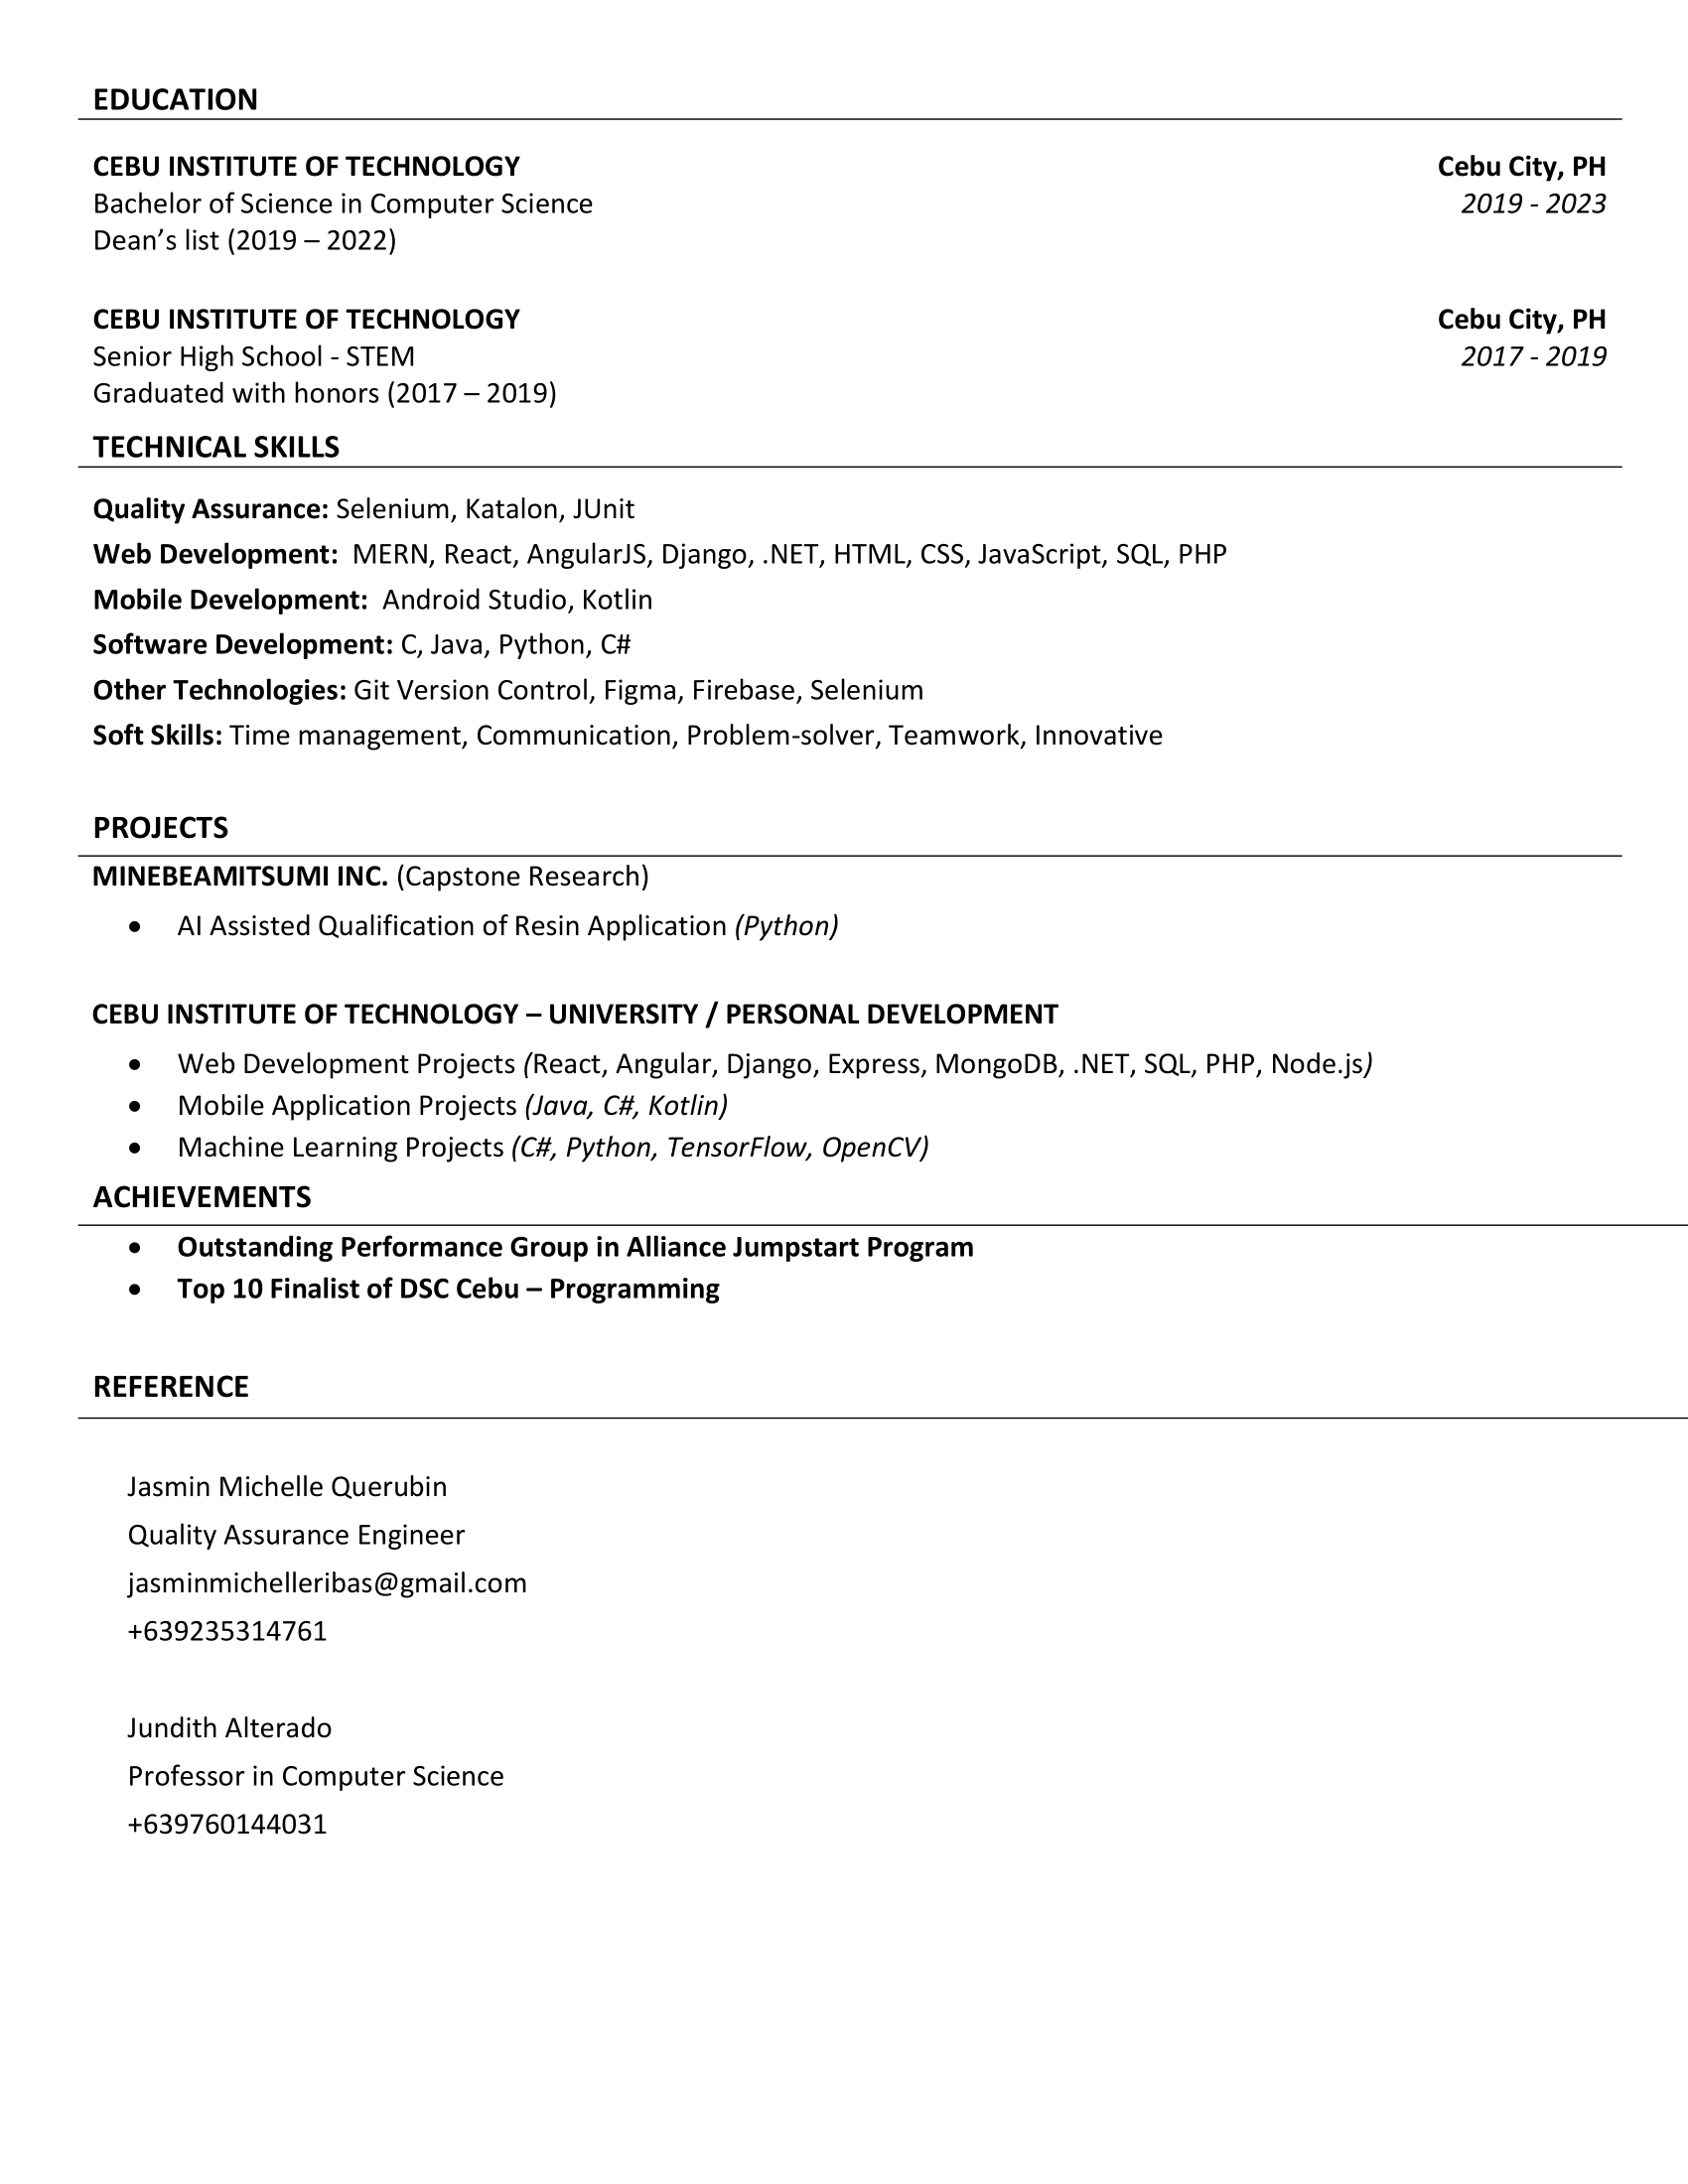 EDUCATION
CEBU INSTITUTE OF TECHNOLOGY Cebu City, PH
Bachelor of Science in Computer Science 2019 - 2023
Dean’s list (2019 – 2022)
CEBU INSTITUTE OF TECHNOLOGY Cebu City, PH
Senior High School - STEM 2017 - 2019
Graduated with honors (2017 – 2019)
TECHNICAL SKILLS
Quality Assurance: Selenium, Katalon, JUnit
Web Development: MERN, React, AngularJS, Django, .NET, HTML, CSS, JavaScript, SQL, PHP
Mobile Development: Android Studio, Kotlin
Software Development: C, Java, Python, C#
Other Technologies: Git Version Control, Figma, Firebase, Selenium
Soft Skills: Time management, Communication, Problem-solver, Teamwork, Innovative
PROJECTS
MINEBEAMITSUMI INC. (Capstone Research)
• AI Assisted Qualification of Resin Application (Python)
CEBU INSTITUTE OF TECHNOLOGY – UNIVERSITY / PERSONAL DEVELOPMENT
• Web Development Projects (React, Angular, Django, Express, MongoDB, .NET, SQL, PHP, Node.js)
• Mobile Application Projects (Java, C#, Kotlin)
• Machine Learning Projects (C#, Python, TensorFlow, OpenCV)
ACHIEVEMENTS
• Outstanding Performance Group in Alliance Jumpstart Program
• Top 10 Finalist of DSC Cebu – Programming
REFERENCE
Jasmin Michelle Querubin
Quality Assurance Engineer
jasminmichelleribas@gmail.com
+639235314761
Jundith Alterado
Professor in Computer Science
+639760144031